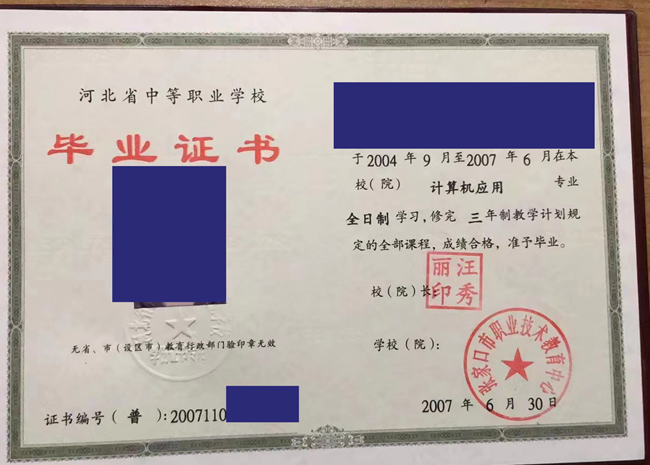 河北省中等职业学校
毕业证书
无省、市（设区市）教育行政部门验印章无效
证书编号（普）：2007110
于2004年9月至2007年6月在本
校（院） 计算机应用 专业
全日制学习，修完 三年制教学计划规
定的全部课程，成绩合格，准予毕业。
校（院）长：
汪秀丽印
学校（院）：
张家口市职业技术教育中心
2007年6月30日